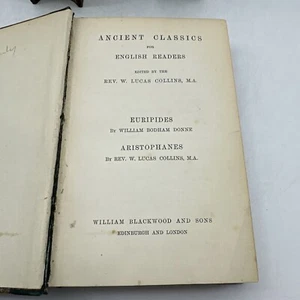 ANCIENT CLASSICS
FOR
ENGLISH READERS
EDITED BY THE
REV. W. LUCAS COLLINS, M.A.
EURIPIDES
BY WILLIAM BODHAM DONNE
ARISTOPHANES
BY REV. W. LUCAS COLLINS, M.A.
WILLIAM BLACKWOOD AND SONS
EDINBURGH AND LONDON